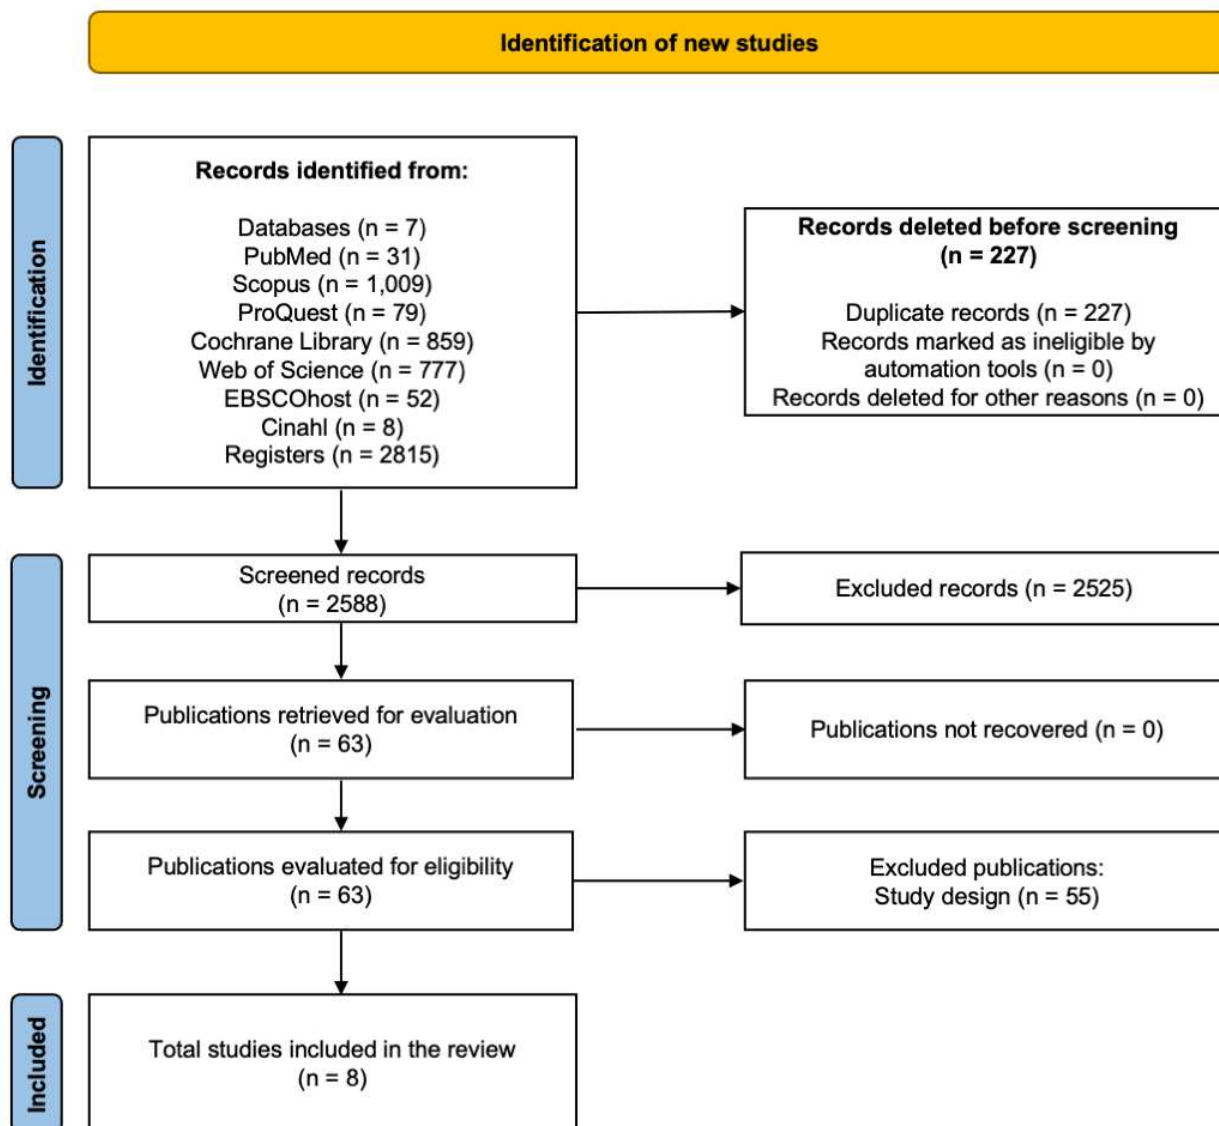 Identification of new studies
Identification
Records identified from:
Databases (n = 7)
PubMed (n = 31)
Scopus (n = 1,009)
ProQuest (n = 79)
Cochrane Library (n = 859)
Web of Science (n = 777)
EBSCOhost (n = 52)
Cinahl (n = 8)
Registers (n = 2815)
Records deleted before screening
(n = 227)
Duplicate records (n = 227)
Records marked as ineligible by
automation tools (n = 0)
Records deleted for other reasons (n = 0)
Screening
Screened records
(n = 2588)
Excluded records (n = 2525)
Publications retrieved for evaluation
(n = 63)
Publications not recovered (n = 0)
Publications evaluated for eligibility
(n = 63)
Excluded publications:
Study design (n = 55)
Included
Total studies included in the review
(n = 8)